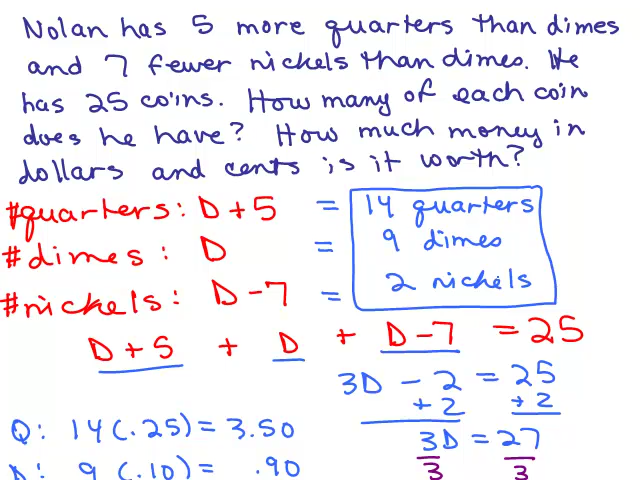 Nolan has 5 more quarters than dimes
and 7 fewer nickels than dimes. He
has 25 coins. How many of each coin
does he have? How much money in
dollars and cents is it worth?
#quarters: D+5 = 14 quarters
#dimes: D = 9 dimes
#nickels: D-7 = 2 nickels
D+5 + D + D-7 = 25
3D - 2 = 25
+2 +2
Q: 14(.25) = 3.50
3D = 27
D: 9(.10) = .90
3 3